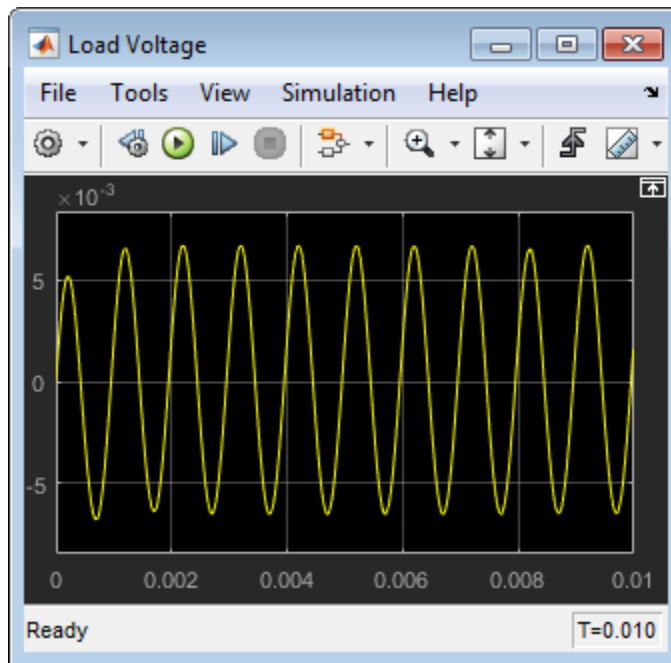 Load Voltage
File Tools View Simulation Help
×10⁻³
5
0
-5
0 0.002 0.004 0.006 0.008 0.01
Ready T=0.010